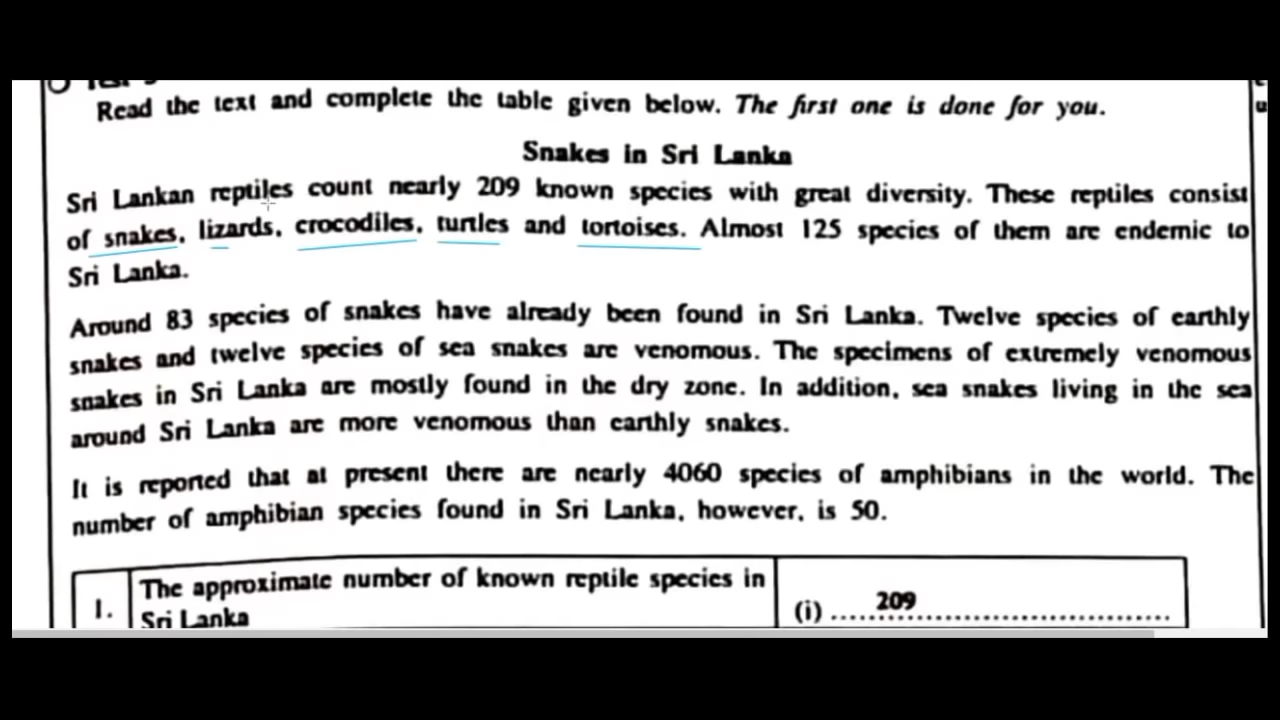 Read the text and complete the table given below. The first one is done for you.
Snakes in Sri Lanka
Sri Lankan reptiles count nearly 209 known species with great diversity. These reptiles consist
of snakes, lizards, crocodiles, turtles and tortoises. Almost 125 species of them are endemic to
Sri Lanka.
Around 83 species of snakes have already been found in Sri Lanka. Twelve species of earthly
snakes and twelve species of sea snakes are venomous. The specimens of extremely venomous
snakes in Sri Lanka are mostly found in the dry zone. In addition, sea snakes living in the sea
around Sri Lanka are more venomous than earthly snakes.
It is reported that at present there are nearly 4060 species of amphibians in the world. The
number of amphibian species found in Sri Lanka, however, is 50.
1. The approximate number of known reptile species in
Sri Lanka
(i) ..... 209 ..............................